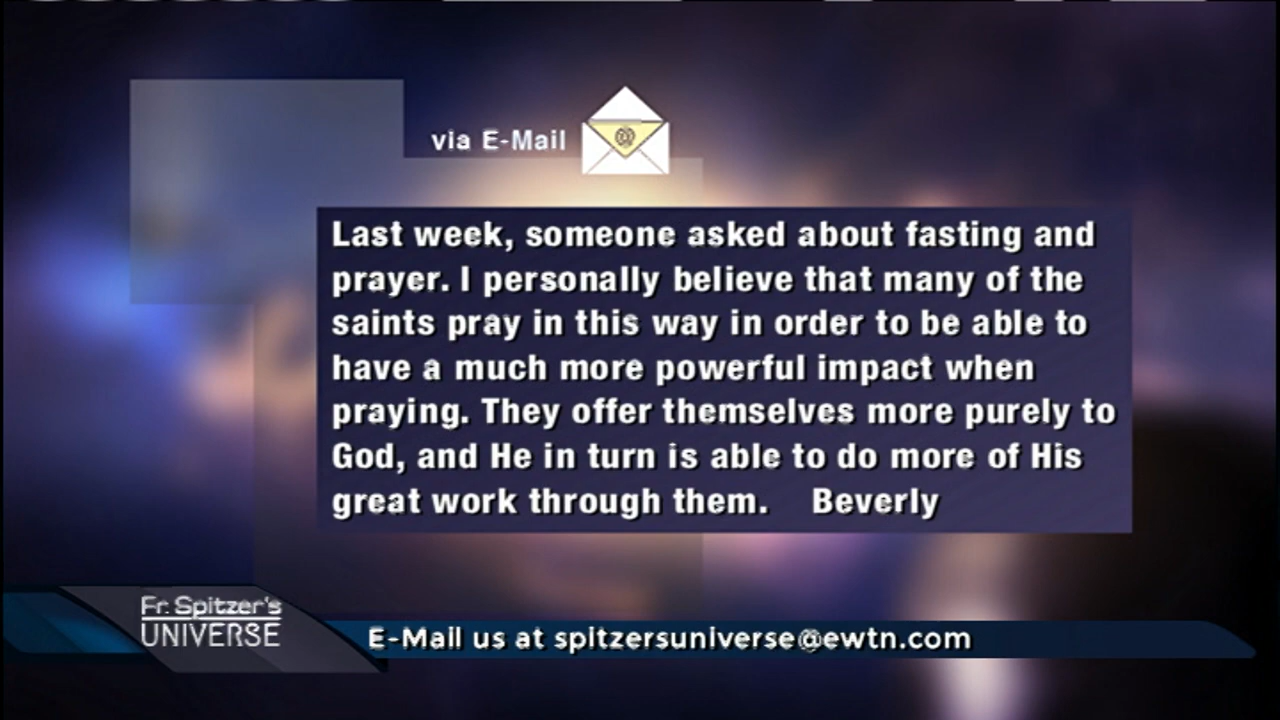 via E-Mail
@
Last week, someone asked about fasting and
prayer. I personally believe that many of the
saints pray in this way in order to be able to
have a much more powerful impact when
praying. They offer themselves more purely to
God, and He in turn is able to do more of His
great work through them. Beverly
Fr. Spitzer's
UNIVERSE
E-Mail us at spitzersuniverse@ewtn.com